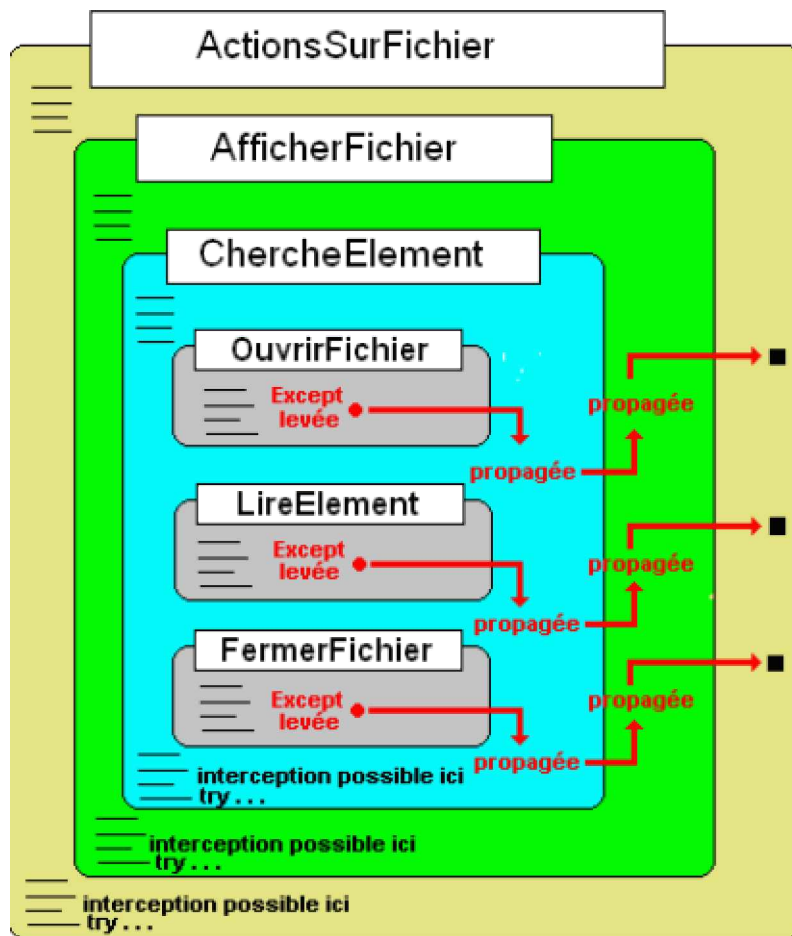 ActionsSurFichier
AfficherFichier
ChercheElement
OuvrirFichier
Except
levée
propagée
propagée
LireElement
Except
levée
propagée
propagée
FermerFichier
Except
levée
propagée
propagée
interception possible ici
try . . .
interception possible ici
try . . .
interception possible ici
try . . .